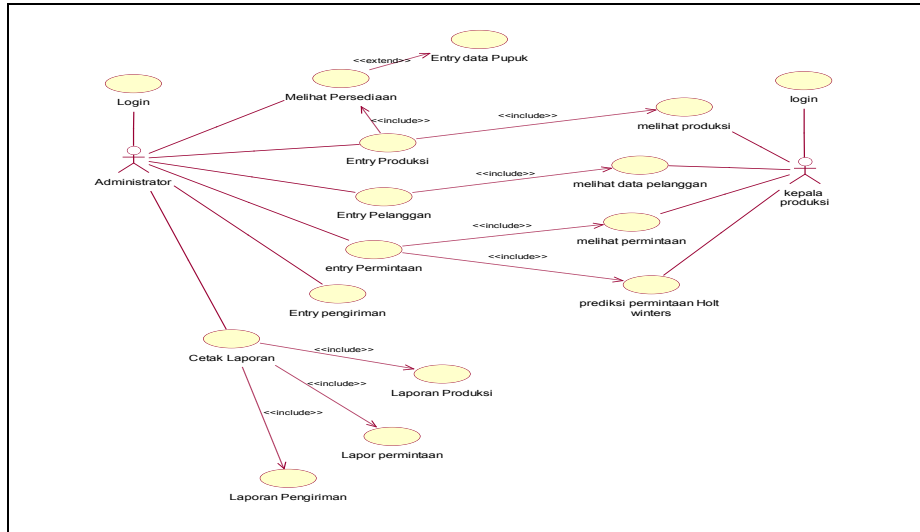 Entry data Pupuk
<<extend>>
Login
Melihat Persediaan
login
<<include>>
<<include>>
melihat produksi
Entry Produksi
Administrator
<<include>>
melihat data pelanggan
kepala
produksi
Entry Pelanggan
<<include>>
melihat permintaan
<<include>>
entry Permintaan
Entry pengiriman
prediksi permintaan Holt
winters
<<include>>
Cetak Laporan
<<include>>
Laporan Produksi
<<include>>
Lapor permintaan
Laporan Pengiriman